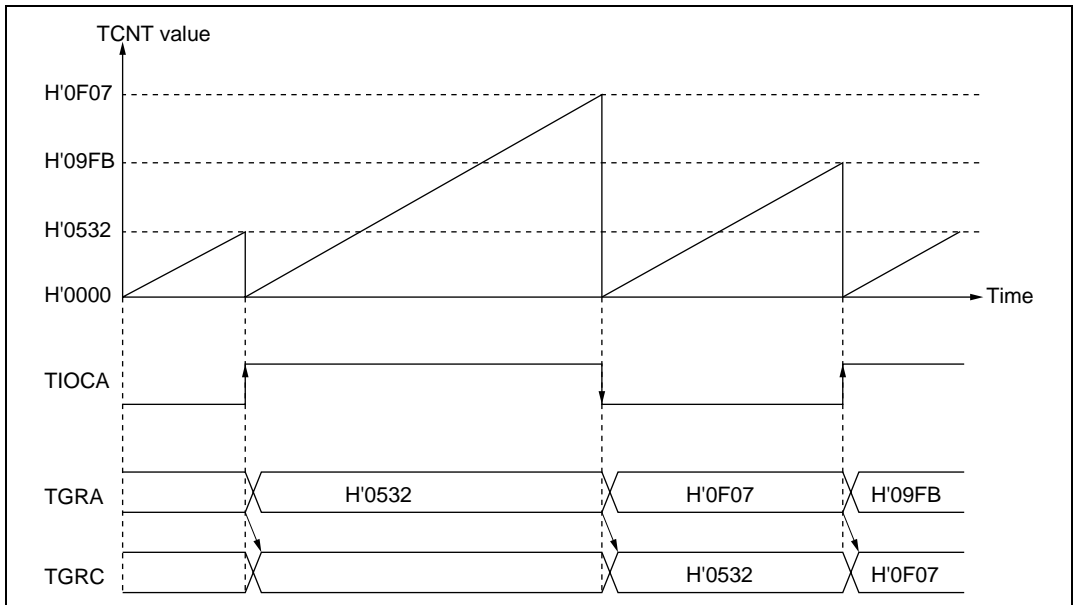 TCNT value
H'0F07
H'09FB
H'0532
H'0000
Time
TIOCA
TGRA
H'0532
H'0F07
H'09FB
TGRC
H'0532
H'0F07